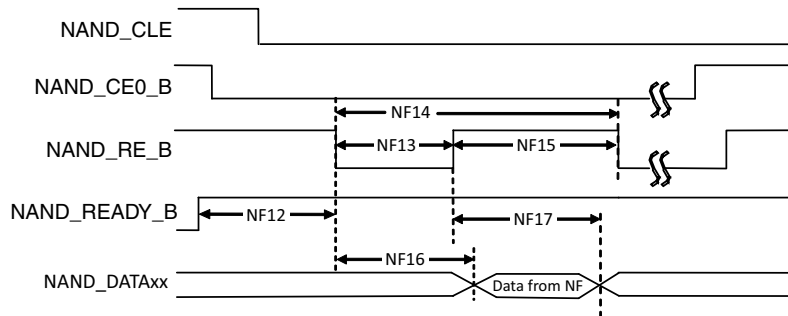 NAND_CLE
NAND_CE0_B
NF14
NAND_RE_B
NF13
NF15
NAND_READY_B
NF12
NF17
NF16
NAND_DATAxx
Data from NF